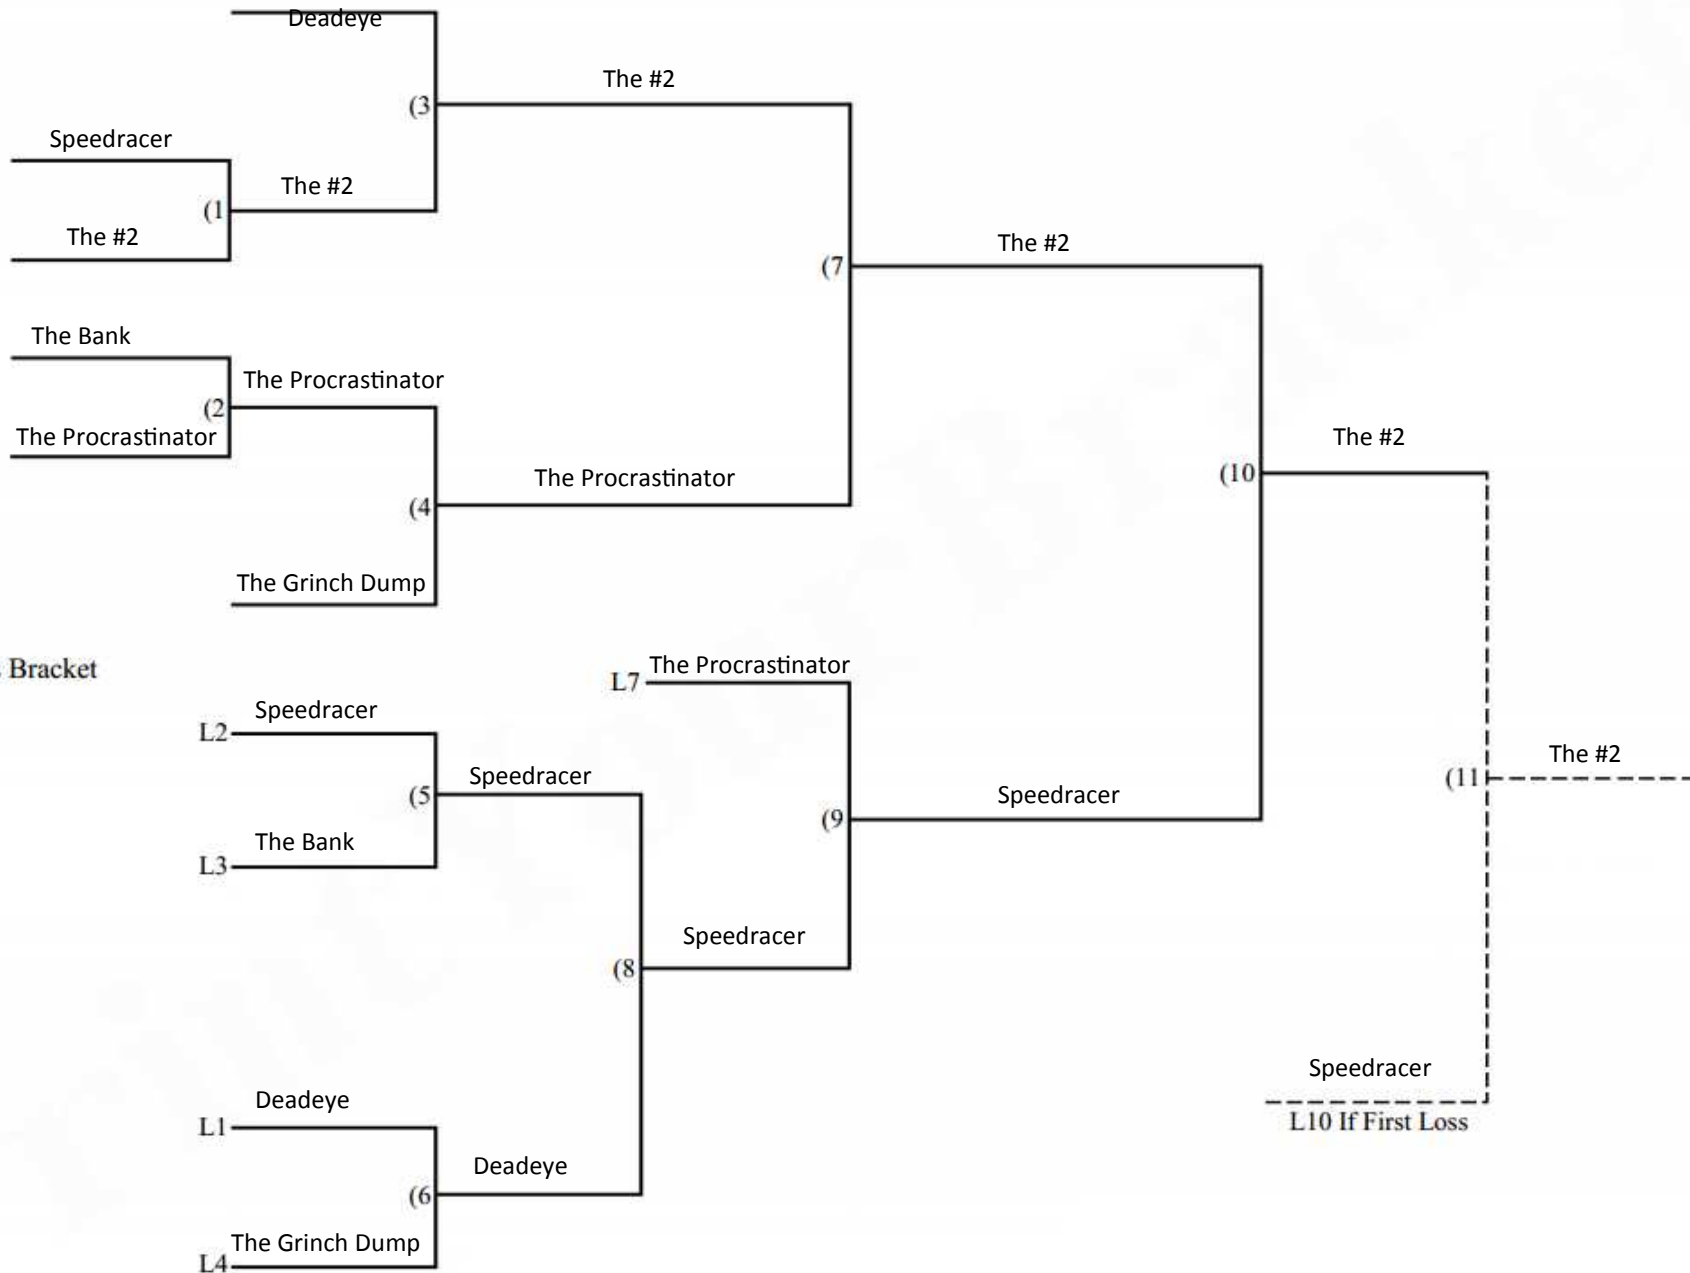 Deadeye
The #2
(3
Speedracer
The #2
(1
The #2
The #2
(7
The Bank
The Procrastinator
(2
The Procrastinator
The #2
The Procrastinator
(10
(4
The Grinch Dump
Bracket
The Procrastinator
L7
Speedracer
L2
The #2
Speedracer
(11
(5
Speedracer
(9
The Bank
L3
Speedracer
(8
Speedracer
Deadeye
L10 If First Loss
L1
Deadeye
(6
The Grinch Dump
L4